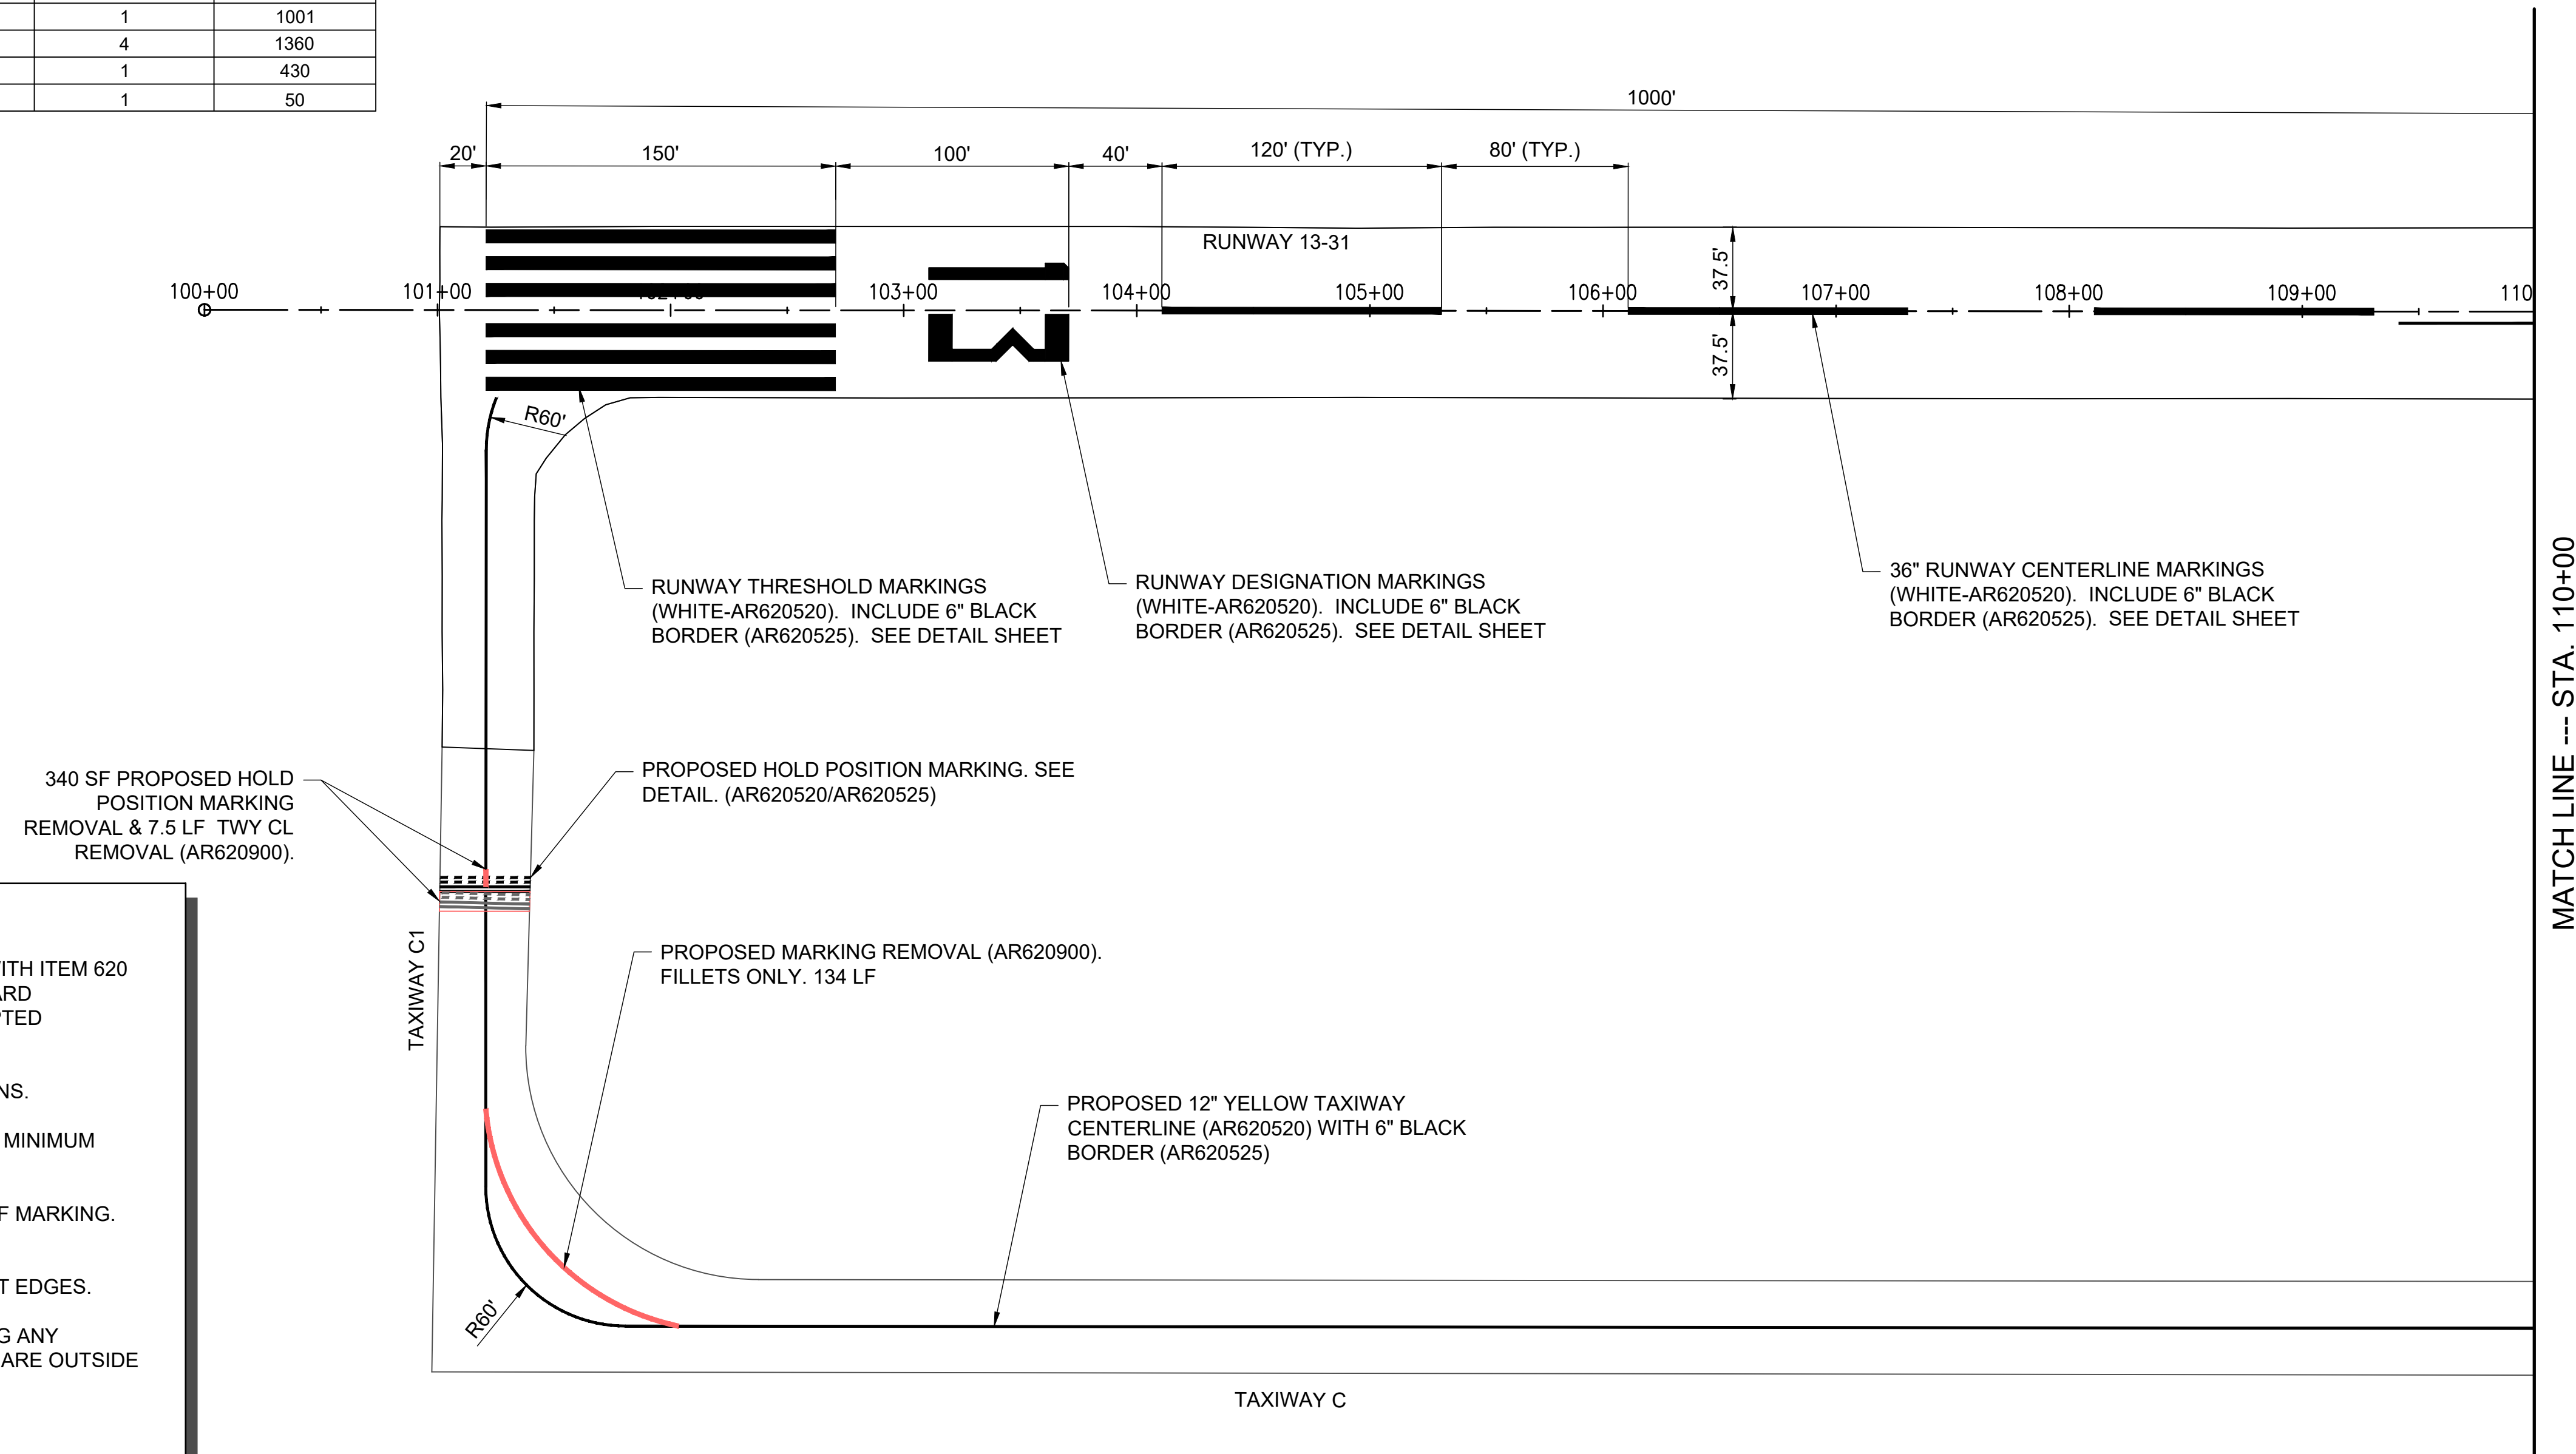 1 1001
4 1360
1 430
1 50
1000'
20' 150' 100' 40' 120' (TYP.) 80' (TYP.)
RUNWAY 13-31
37.5'
37.5'
100+00 101+00 102+00 103+00 104+00 105+00 106+00 107+00 108+00 109+00 110
R60'
RUNWAY THRESHOLD MARKINGS
(WHITE-AR620520). INCLUDE 6" BLACK
BORDER (AR620525). SEE DETAIL SHEET
RUNWAY DESIGNATION MARKINGS
(WHITE-AR620520). INCLUDE 6" BLACK
BORDER (AR620525). SEE DETAIL SHEET
36" RUNWAY CENTERLINE MARKINGS
(WHITE-AR620520). INCLUDE 6" BLACK
BORDER (AR620525). SEE DETAIL SHEET
MATCH LINE --- STA. 110+00
340 SF PROPOSED HOLD
POSITION MARKING
REMOVAL & 7.5 LF TWY CL
REMOVAL (AR620900).
PROPOSED HOLD POSITION MARKING. SEE
DETAIL. (AR620520/AR620525)
TAXIWAY C1
PROPOSED MARKING REMOVAL (AR620900).
FILLETS ONLY. 134 LF
PROPOSED 12" YELLOW TAXIWAY
CENTERLINE (AR620520) WITH 6" BLACK
BORDER (AR620525)
R60'
TAXIWAY C
ITH ITEM 620
ARD
PTED
NS.
MINIMUM
F MARKING.
T EDGES.
G ANY
ARE OUTSIDE